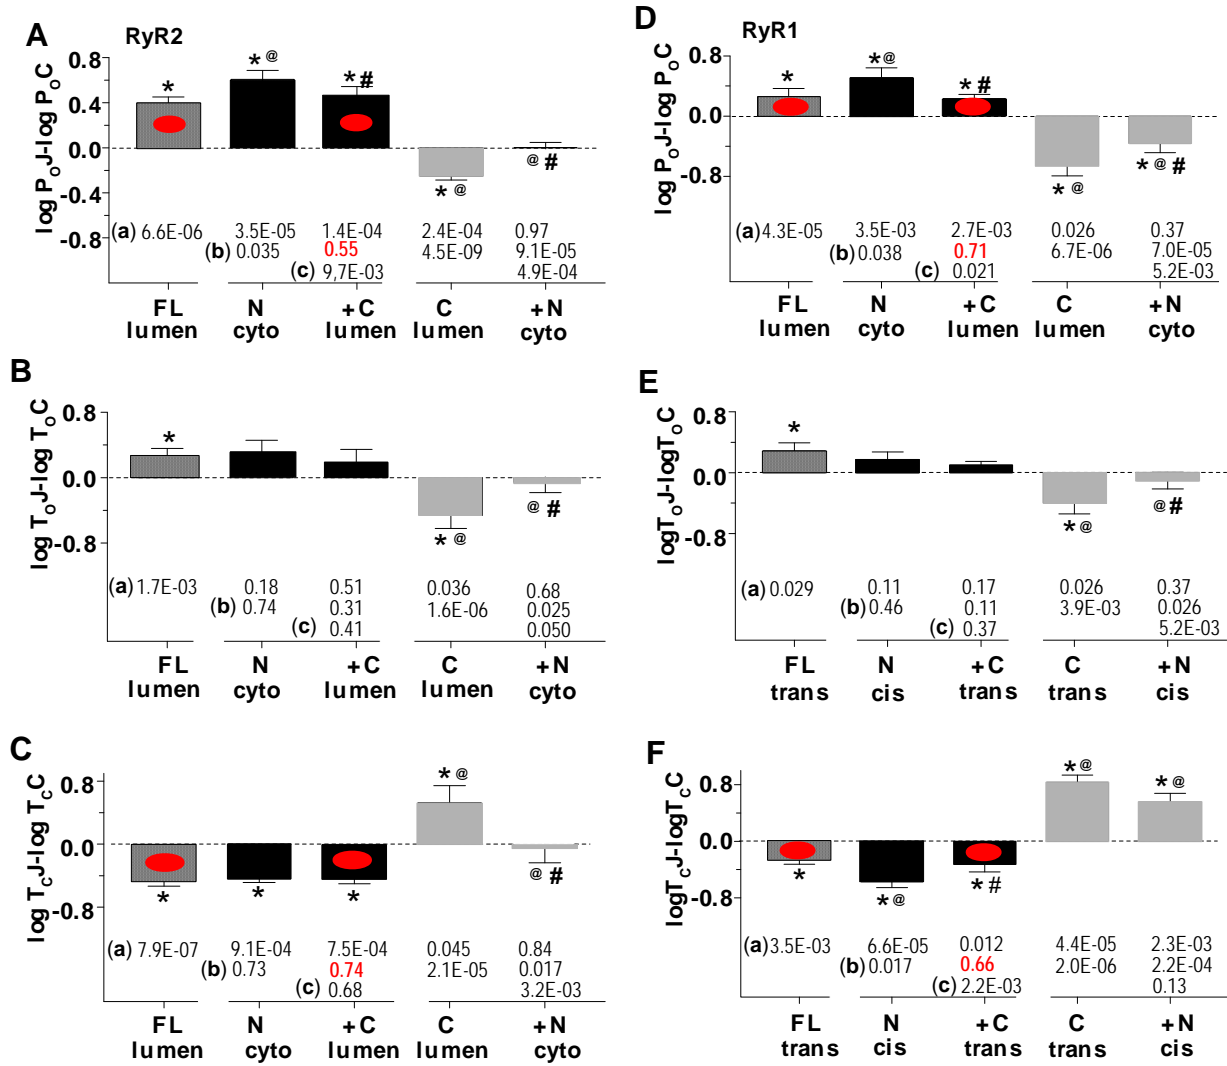 A
RyR2
log PoJ-log PoC
0.8
0.4
0.0
-0.4
-0.8
*
* @
* #
* @
@ #
(a) 6.6E-06 3.5E-05 1.4E-04 2.4E-04 0.97
(b) 0.035 0.55 4.5E-09 9.1E-05
(c) 9,7E-03 4.9E-04
FL N +C C +N
lumen cyto lumen lumen cyto
D
RyR1
log PoJ-log PoC
0.8
0.0
-0.8
*
* @
* #
* @
* @ #
(a) 4.3E-05 3.5E-03 2.7E-03 0.026 0.37
(b) 0.038 0.71 6.7E-06 7.0E-05
(c) 0.021 5.2E-03
FL N +C C +N
lumen cyto lumen lumen cyto
B
log ToJ-log ToC
0.8
0.0
-0.8
*
* @
@ #
(a) 1.7E-03 0.18 0.51 0.036 0.68
(b) 0.74 0.31 1.6E-06 0.025
(c) 0.41 0.050
FL N +C C +N
lumen cyto lumen lumen cyto
E
logToJ-logToC
0.8
0.0
-0.8
*
* @
@ #
(a) 0.029 0.11 0.17 0.026 0.37
(b) 0.46 0.11 3.9E-03 0.026
(c) 0.37 5.2E-03
FL N +C C +N
trans cis trans trans cis
C
log TcJ-log TcC
0.8
0.0
-0.8
*
*
*
* @
@ #
(a) 7.9E-07 9.1E-04 7.5E-04 0.045 0.84
(b) 0.73 0.74 2.1E-05 0.017
(c) 0.68 3.2E-03
FL N +C C +N
lumen cyto lumen lumen cyto
F
logTcJ-logTcC
0.8
0.0
-0.8
*
* @
* #
* @
* @
(a) 3.5E-03 6.6E-05 0.012 4.4E-05 2.3E-03
(b) 0.017 0.66 2.0E-06 2.2E-04
(c) 2.2E-03 0.13
FL N +C C +N
trans cis trans trans cis